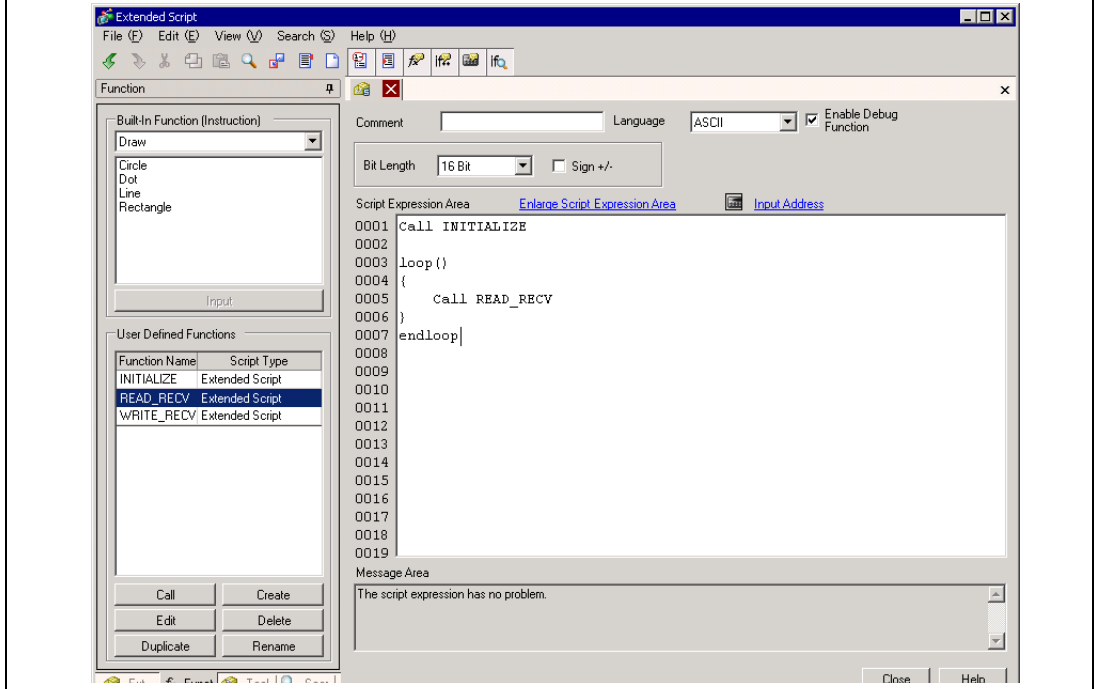 Extended Script
File (F) Edit (E) View (V) Search (S) Help (H)
Function
Built-In Function (Instruction)
Draw
Circle
Dot
Line
Rectangle
Input
User Defined Functions
Function Name Script Type
INITIALIZE Extended Script
READ_RECV Extended Script
WRITE_RECV Extended Script
Call Create
Edit Delete
Duplicate Rename
Comment Language ASCII Enable Debug
Function
Bit Length 16 Bit Sign +/-
Script Expression Area Enlarge Script Expression Area Input Address
0001 Call INITIALIZE
0002
0003 loop()
0004 {
0005 Call READ_RECV
0006 }
0007 endloop
0008
0009
0010
0011
0012
0013
0014
0015
0016
0017
0018
0019
Message Area
The script expression has no problem.
Close Help